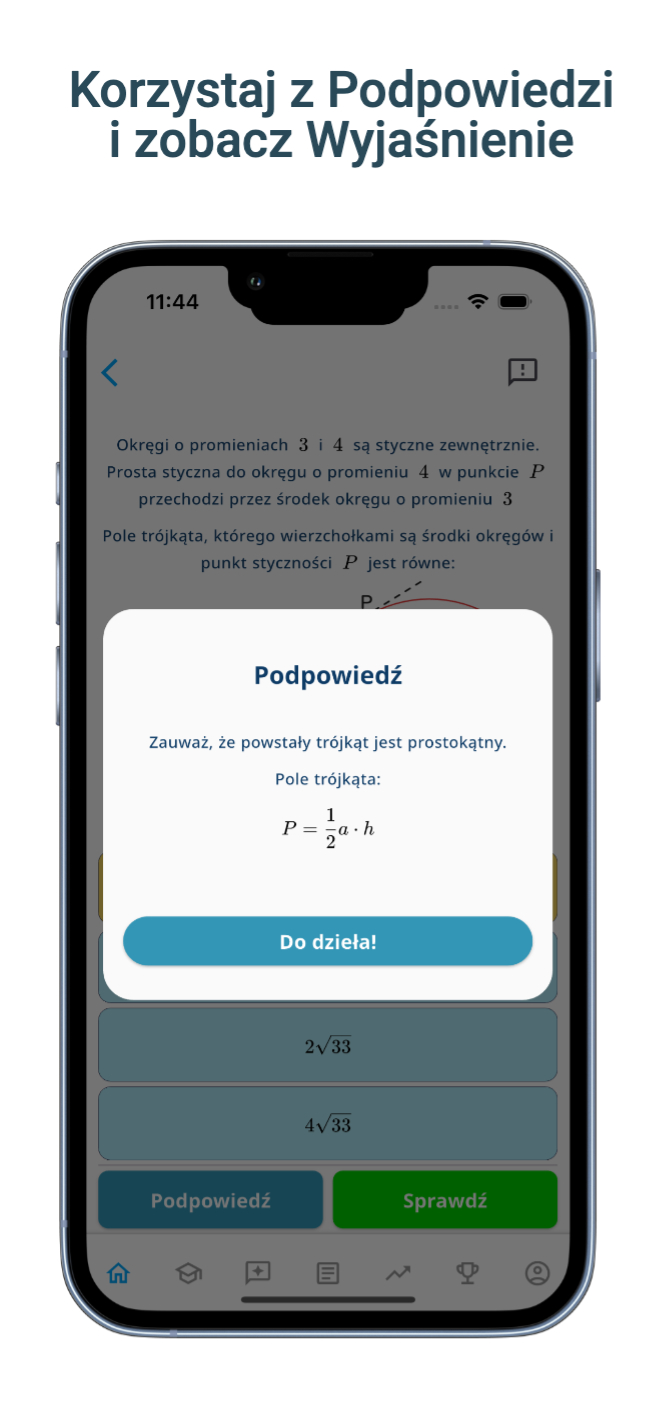 Korzystaj z Podpowiedzi
i zobacz Wyjaśnienie
11:44
Okręgi o promieniach 3 i 4 są styczne zewnętrznie.
Prosta styczna do okręgu o promieniu 4 w punkcie P
przechodzi przez środek okręgu o promieniu 3
Pole trójkąta, którego wierzchołkami są środki okręgów i
punkt styczności P jest równe:
P
Podpowiedź
Zauważ, że powstały trójkąt jest prostokątny.
Pole trójkąta:
P = \frac{1}{2} a · h
Do dzieła!
2√33
4√33
Podpowiedź
Sprawdź